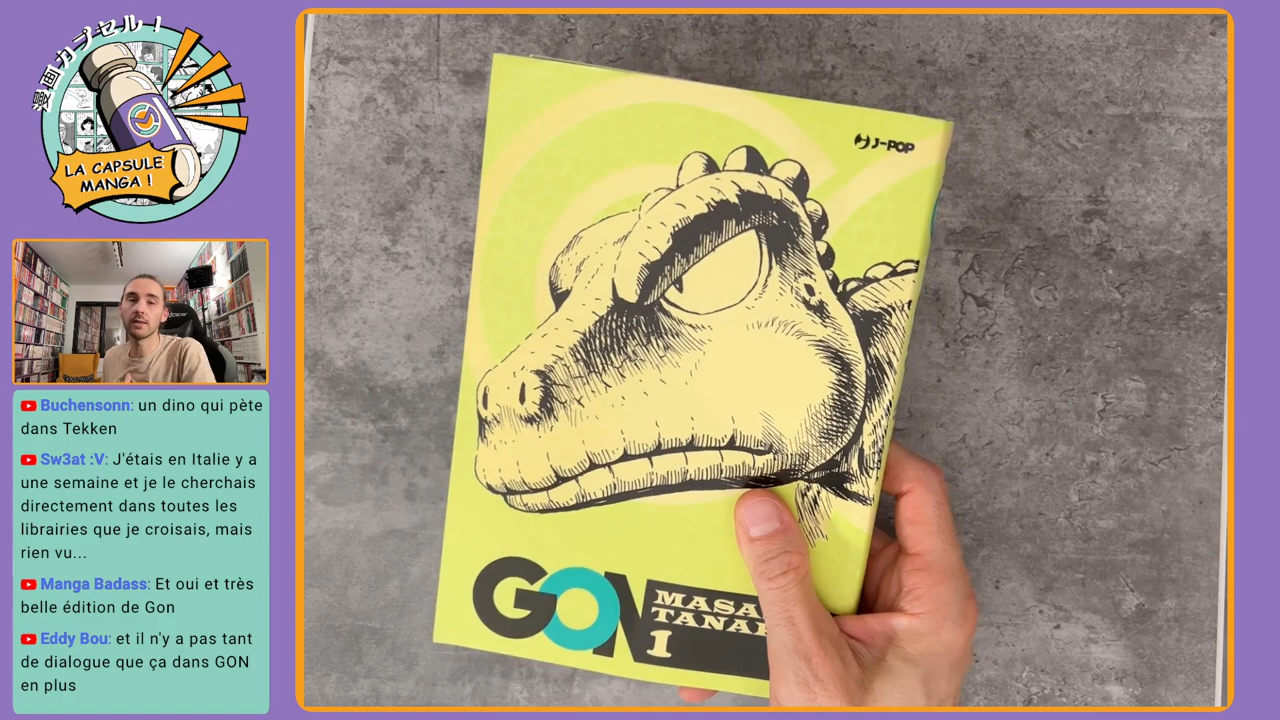 漫画カプセル!
LA CAPSULE
MANGA !
Buchensonn: un dino qui pète
dans Tekken
Sw3at :V: J'étais en Italie y a
une semaine et je le cherchais
directement dans toutes les
librairies que je croisais, mais
rien vu...
Manga Badass: Et oui et très
belle édition de Gon
Eddy Bou: et il n'y a pas tant
de dialogue que ça dans GON
en plus
J-POP
GON
MASA
TANA
1